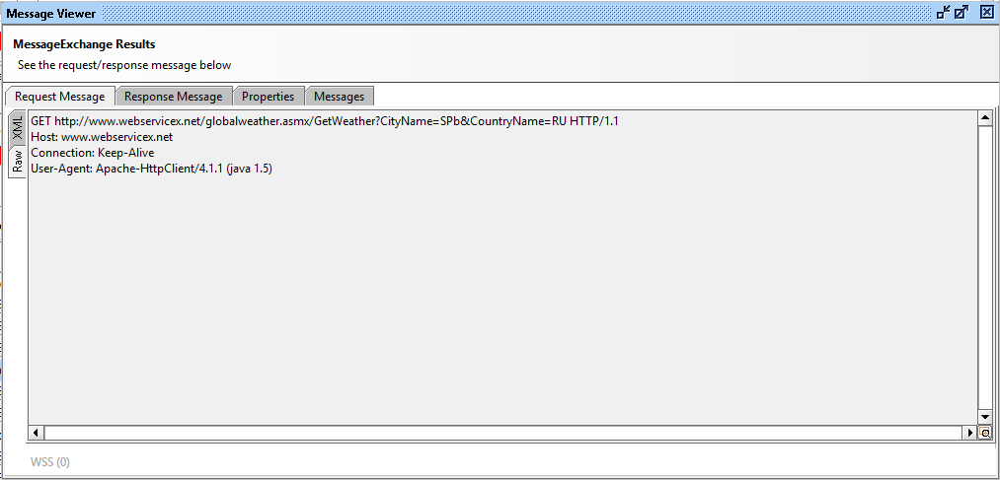 Message Viewer
MessageExchange Results
See the request/response message below
Request Message Response Message Properties Messages
XML
Raw
GET http://www.webservicex.net/globalweather.asmx/GetWeather?CityName=SPb&CountryName=RU HTTP/1.1
Host: www.webservicex.net
Connection: Keep-Alive
User-Agent: Apache-HttpClient/4.1.1 (java 1.5)
WSS (0)